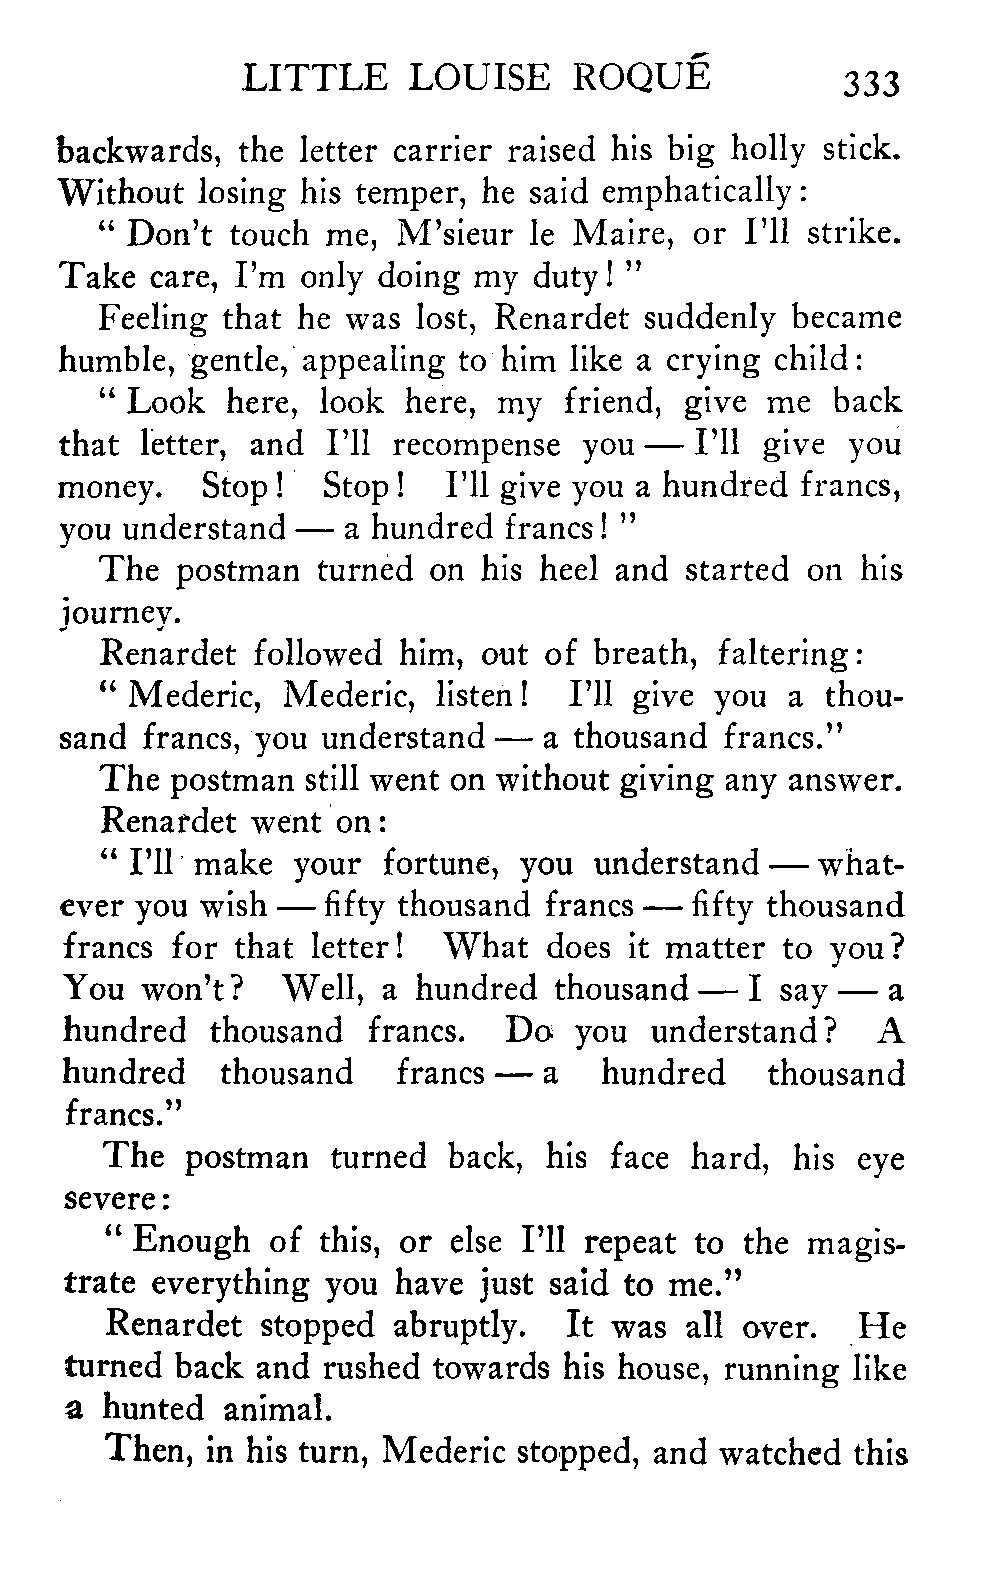 LITTLE LOUISE ROQUÉ 333
backwards, the letter carrier raised his big holly stick.
Without losing his temper, he said emphatically:
" Don't touch me, M'sieur le Maire, or I'll strike.
Take care, I'm only doing my duty! "
Feeling that he was lost, Renardet suddenly became
humble, gentle, appealing to him like a crying child:
" Look here, look here, my friend, give me back
that letter, and I'll recompense you — I'll give you
money. Stop! Stop! I'll give you a hundred francs,
you understand — a hundred francs! "
The postman turned on his heel and started on his
journey.
Renardet followed him, out of breath, faltering:
" Mederic, Mederic, listen! I'll give you a thou-
sand francs, you understand — a thousand francs."
The postman still went on without giving any answer.
Renardet went on:
" I'll make your fortune, you understand — what-
ever you wish — fifty thousand francs — fifty thousand
francs for that letter! What does it matter to you?
You won't? Well, a hundred thousand — I say — a
hundred thousand francs. Do you understand? A
hundred thousand francs — a hundred thousand
francs."
The postman turned back, his face hard, his eye
severe:
" Enough of this, or else I'll repeat to the magis-
trate everything you have just said to me."
Renardet stopped abruptly. It was all over. He
turned back and rushed towards his house, running like
a hunted animal.
Then, in his turn, Mederic stopped, and watched this